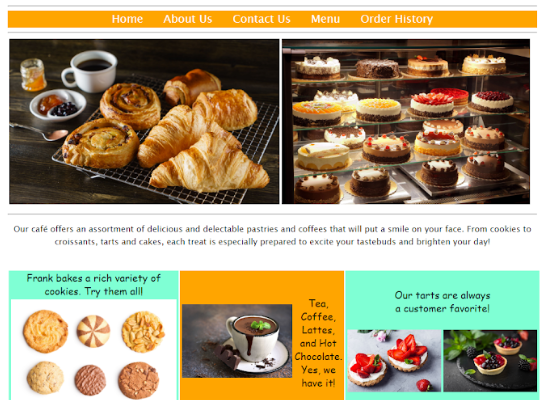 Home About Us Contact Us Menu Order History
Our café offers an assortment of delicious and delectable pastries and coffees that will put a smile on your face. From cookies to
croissants, tarts and cakes, each treat is especially prepared to excite your tastebuds and brighten your day!
Frank bakes a rich variety of
cookies. Try them all!
Tea,
Coffee,
Lattes,
and Hot
Chocolate.
Yes, we
have it!
Our tarts are always
a customer favorite!